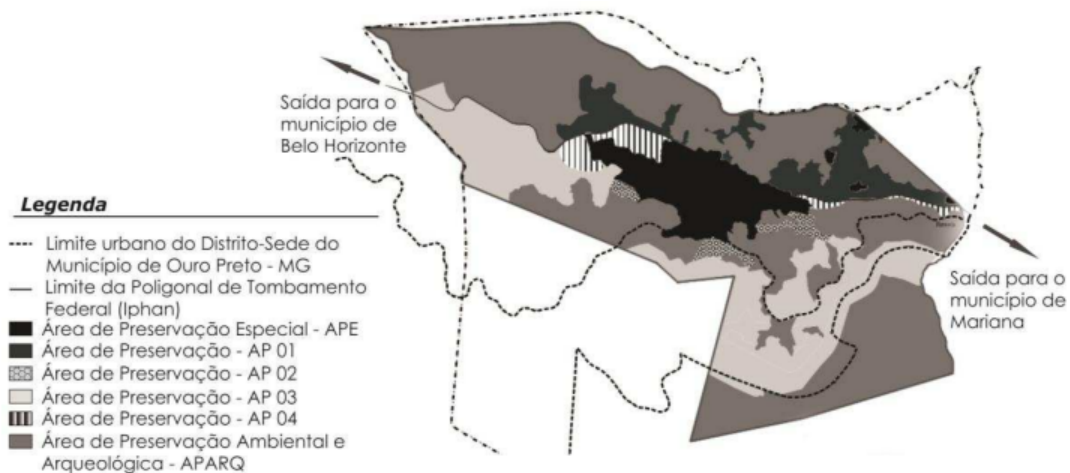 Saída para o
município de
Belo Horizonte
Legenda
Limite urbano do Distrito-Sede do
Município de Ouro Preto - MG
Limite da Poligonal de Tombamento
Federal (Iphan)
Área de Preservação Especial - APE
Área de Preservação - AP 01
Área de Preservação - AP 02
Área de Preservação - AP 03
Área de Preservação - AP 04
Área de Preservação Ambiental e
Arqueológica - APARQ
Saída para o
município de
Mariana